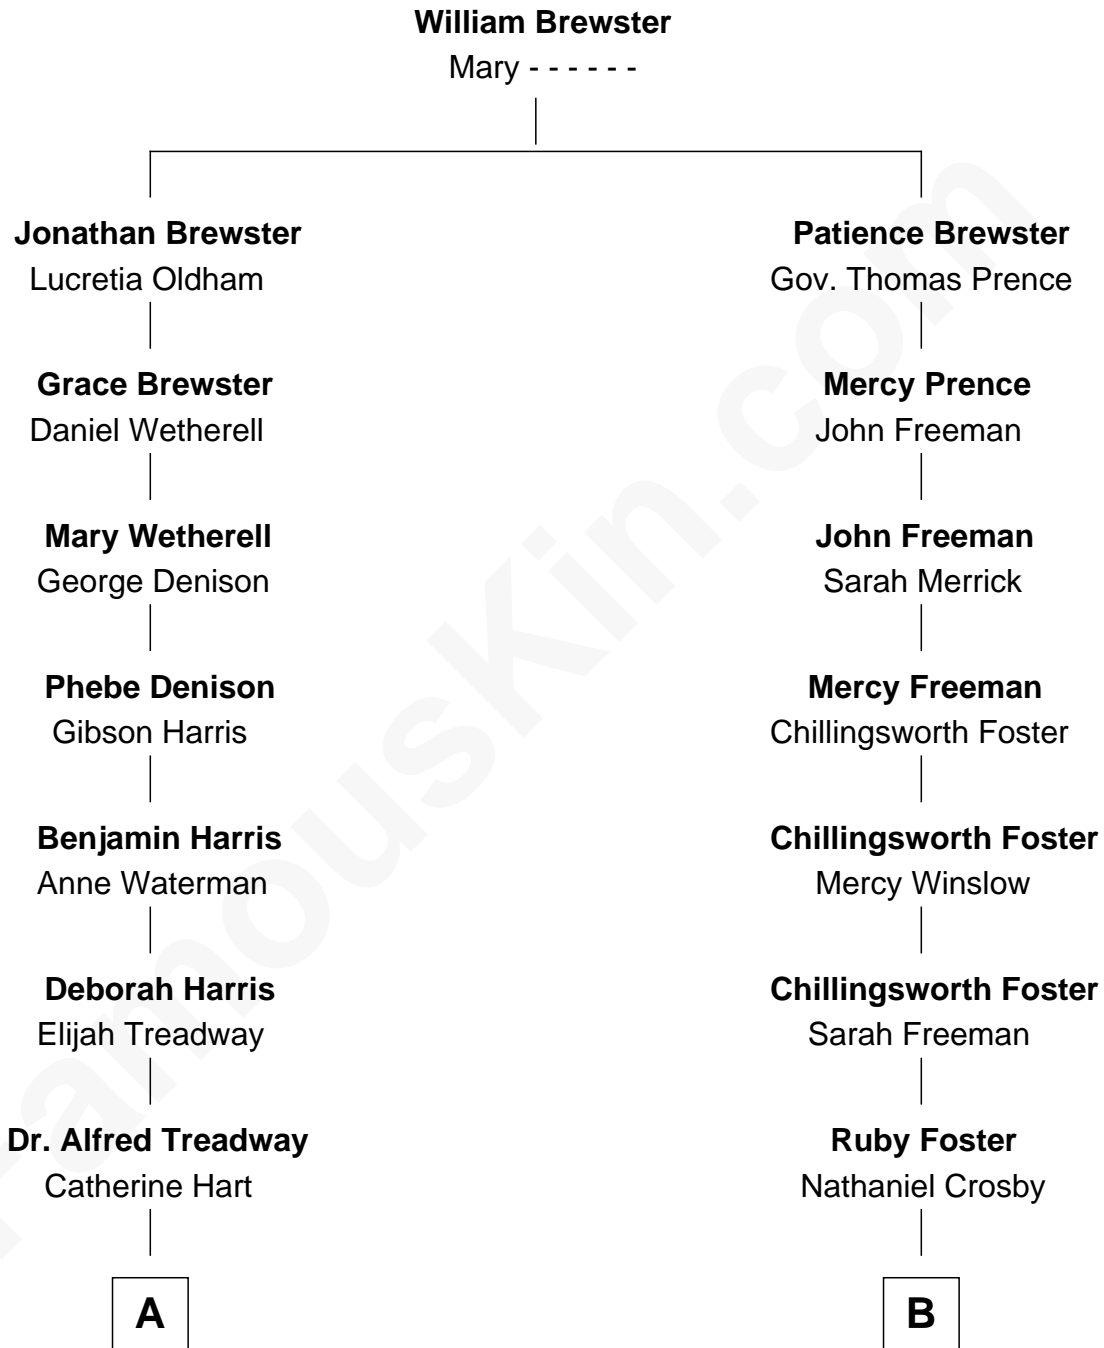 William Brewster
Mary - - - - - -
Jonathan Brewster
Lucretia Oldham
Patience Brewster
Gov. Thomas Prence
Grace Brewster
Daniel Wetherell
Mercy Prence
John Freeman
Mary Wetherell
George Denison
John Freeman
Sarah Merrick
Phebe Denison
Gibson Harris
Mercy Freeman
Chillingsworth Foster
Benjamin Harris
Anne Waterman
Chillingsworth Foster
Mercy Winslow
Deborah Harris
Elijah Treadway
Chillingsworth Foster
Sarah Freeman
Dr. Alfred Treadway
Catherine Hart
Ruby Foster
Nathaniel Crosby
A
B
FamousKin.com